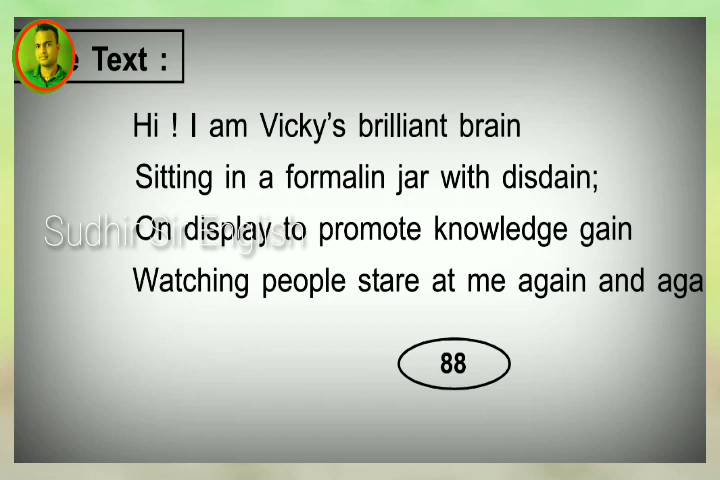 e Text :
Hi ! I am Vicky's brilliant brain
Sitting in a formalin jar with disdain;
Sudhir Sir English
On display to promote knowledge gain
Watching people stare at me again and aga
88